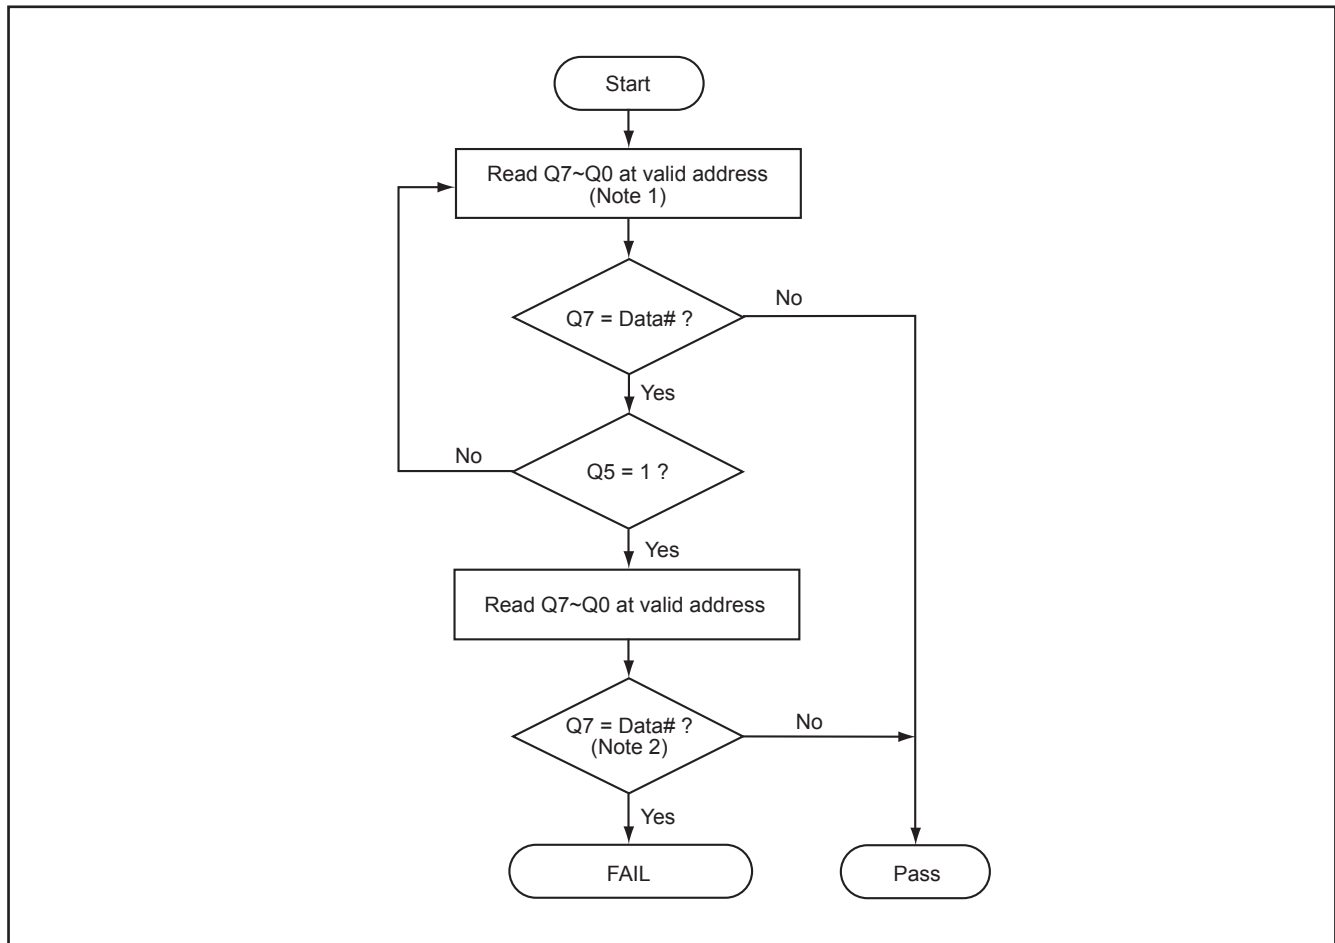 Start
Read Q7~Q0 at valid address
(Note 1)
Q7 = Data# ?
No
Yes
Q5 = 1 ?
No
Yes
Read Q7~Q0 at valid address
Q7 = Data# ?
(Note 2)
No
Yes
FAIL
Pass